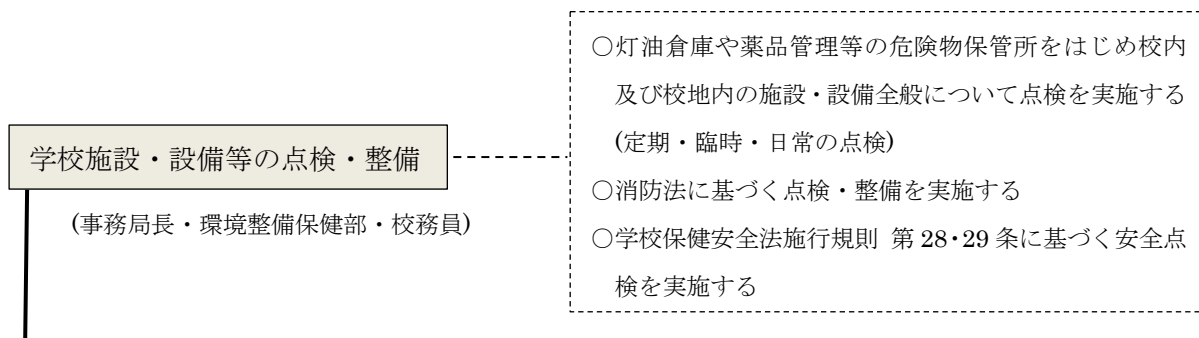 学校施設・設備等の点検・整備
(事務局長・環境整備保健部・校務員)
○灯油倉庫や薬品管理等の危険物保管所をはじめ校内
及び校地内の施設・設備全般について点検を実施する
(定期・臨時・日常の点検)
○消防法に基づく点検・整備を実施する
○学校保健安全法施行規則 第28・29条に基づく安全点
検を実施する